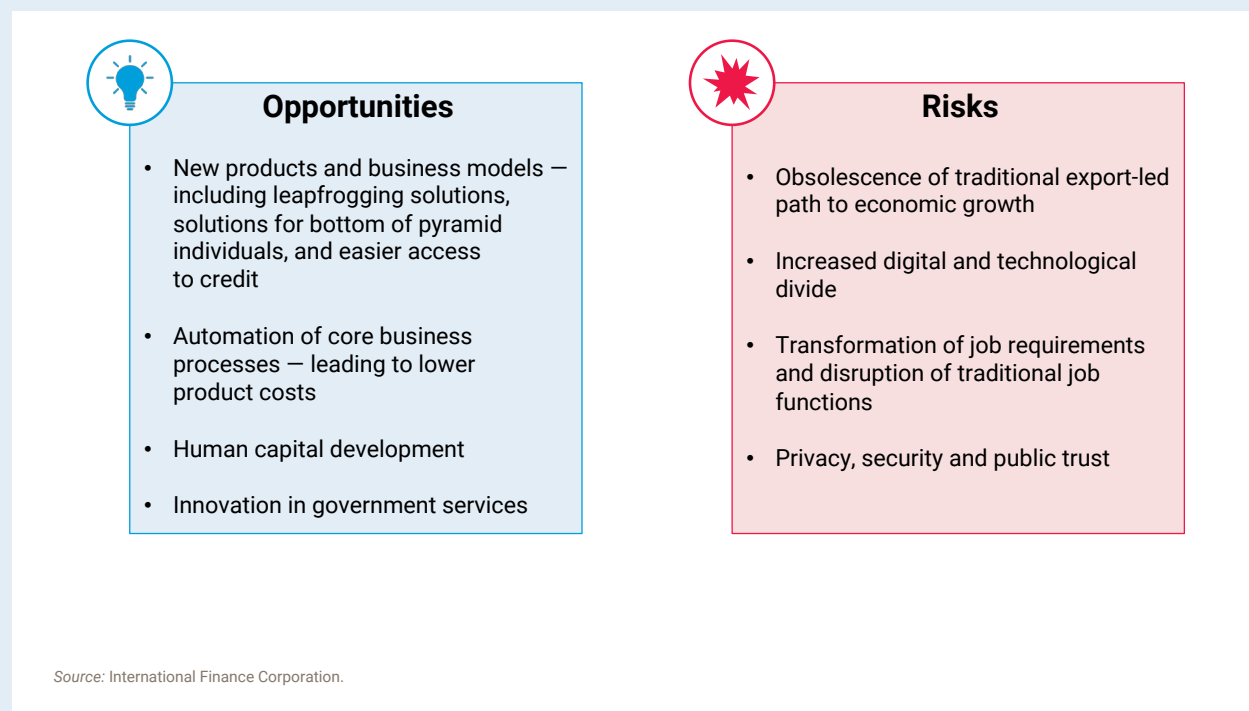 Opportunities
• New products and business models —
including leapfrogging solutions,
solutions for bottom of pyramid
individuals, and easier access
to credit
• Automation of core business
processes — leading to lower
product costs
• Human capital development
• Innovation in government services
Risks
• Obsolescence of traditional export-led
path to economic growth
• Increased digital and technological
divide
• Transformation of job requirements
and disruption of traditional job
functions
• Privacy, security and public trust
Source: International Finance Corporation.